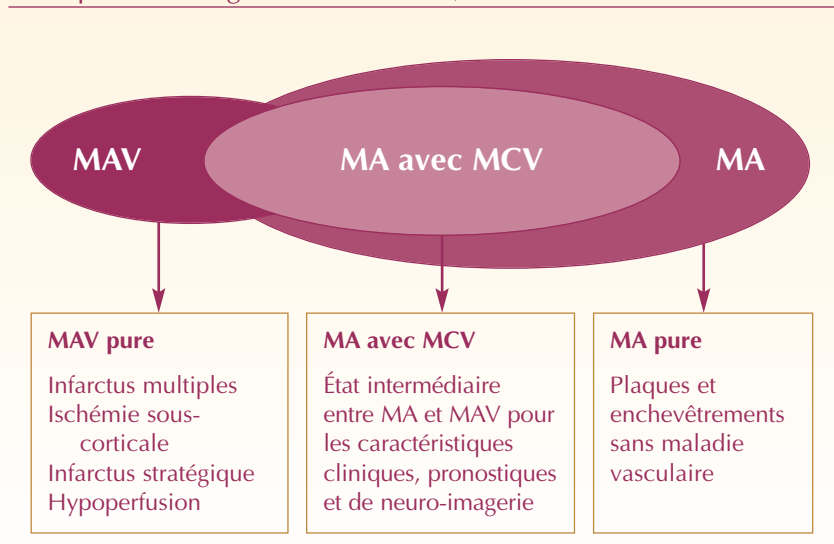 MAV
MA avec MCV
MA
MAV pure
Infarctus multiples
Ischémie sous-
corticale
Infarctus stratégique
Hypoperfusion
MA avec MCV
État intermédiaire
entre MA et MAV pour
les caractéristiques
cliniques, pronostiques
et de neuro-imagerie
MA pure
Plaques et
enchevêtrements
sans maladie
vasculaire